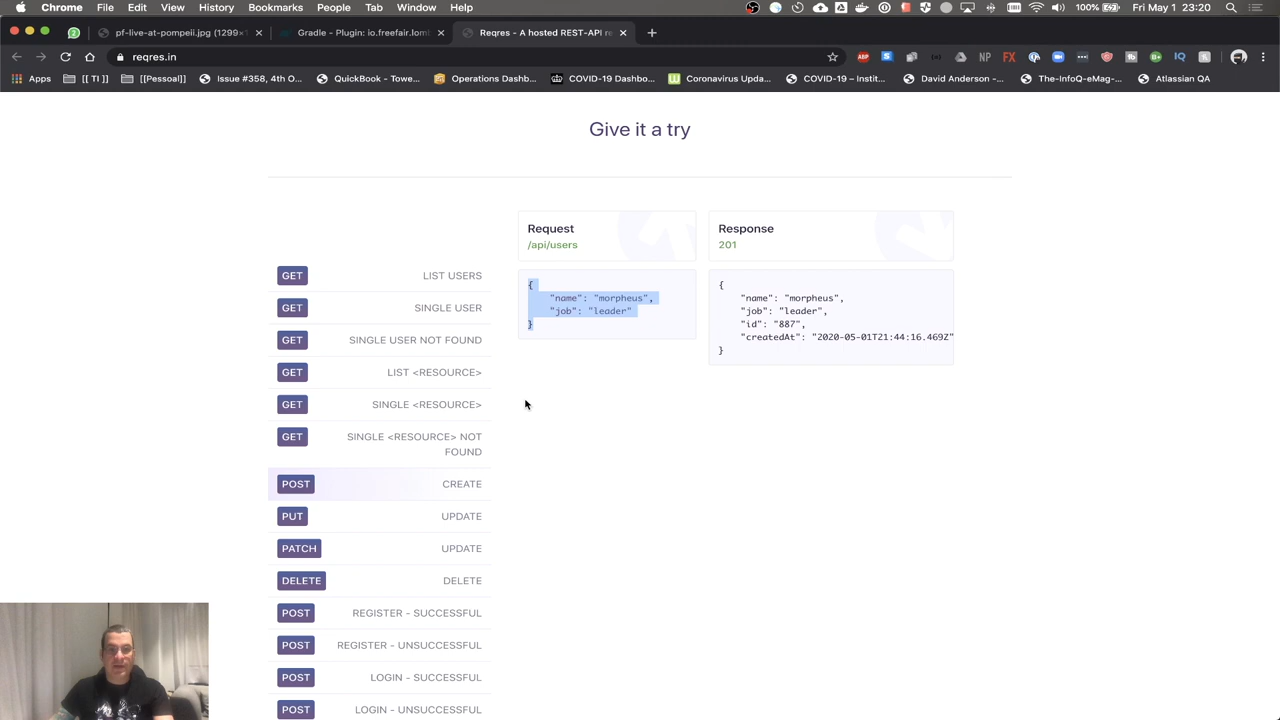 Chrome File Edit View History Bookmarks People Tab Window Help 100% Fri May 1 23:20
2 pf-live-at-pompeii.jpg (1299×1 Gradle - Plugin: io.freefair.lomb Reqres - A hosted REST-API re
reqres.in
Apps [[ TI ]] [[Pesoal]] Issue #358, 4th O... QuickBook - Towe... Operations Dashb... COVID-19 Dashbo... Coronavirus Upda... COVID-19 – Instit... David Anderson -... The-InfoQ-eMag-... Atlassian QA
Give it a try
Request
/api/users
Response
201
{
"name": "morpheus",
"job": "leader"
}
{
"name": "morpheus",
"job": "leader",
"id": "887",
"createdAt": "2020-05-01T21:44:16.469Z"
}
GET LIST USERS
GET SINGLE USER
GET SINGLE USER NOT FOUND
GET LIST <RESOURCE>
GET SINGLE <RESOURCE>
GET SINGLE <RESOURCE> NOT
FOUND
POST CREATE
PUT UPDATE
PATCH UPDATE
DELETE DELETE
POST REGISTER - SUCCESSFUL
POST REGISTER - UNSUCCESSFUL
POST LOGIN - SUCCESSFUL
POST LOGIN - UNSUCCESSFUL